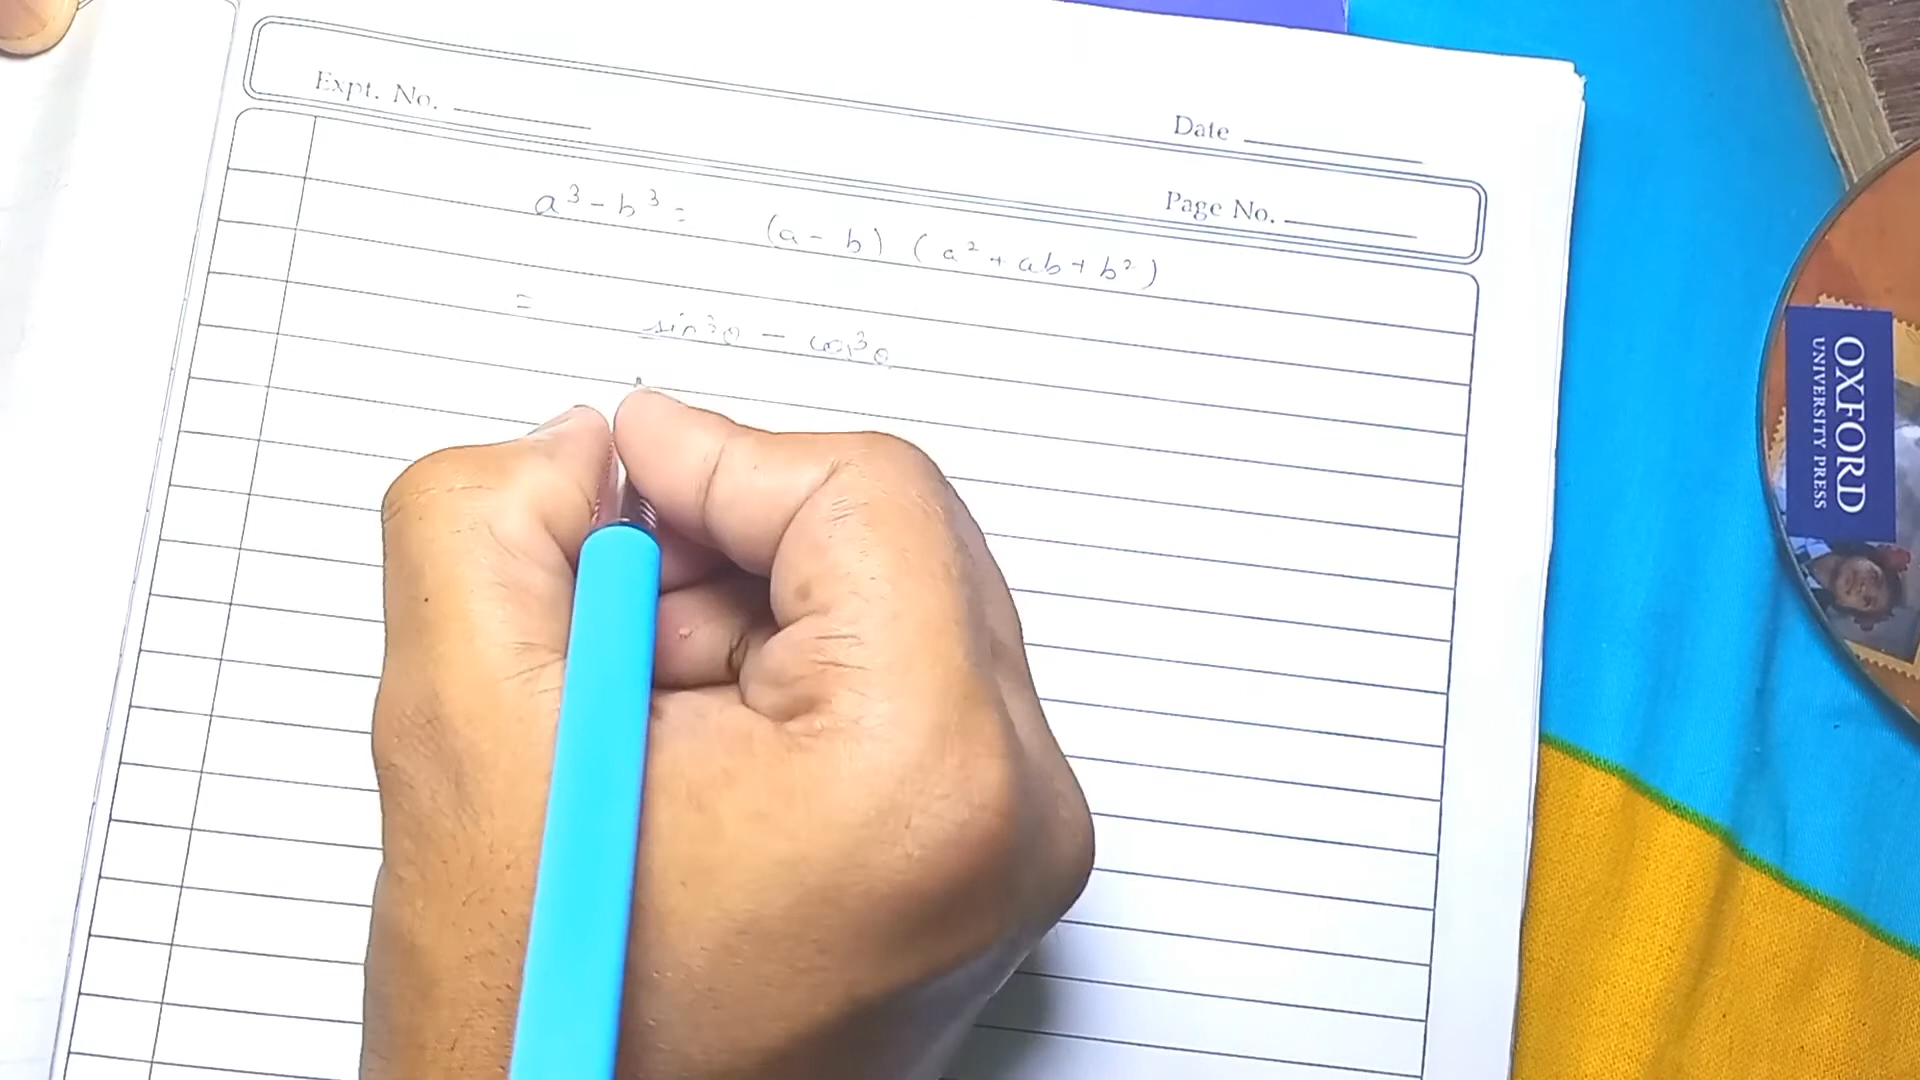 Expt. No.
Date
Page No.
a³ - b³ = (a - b) (a² + ab + b²)
= sin³θ - cos³θ
OXFORD
UNIVERSITY PRESS